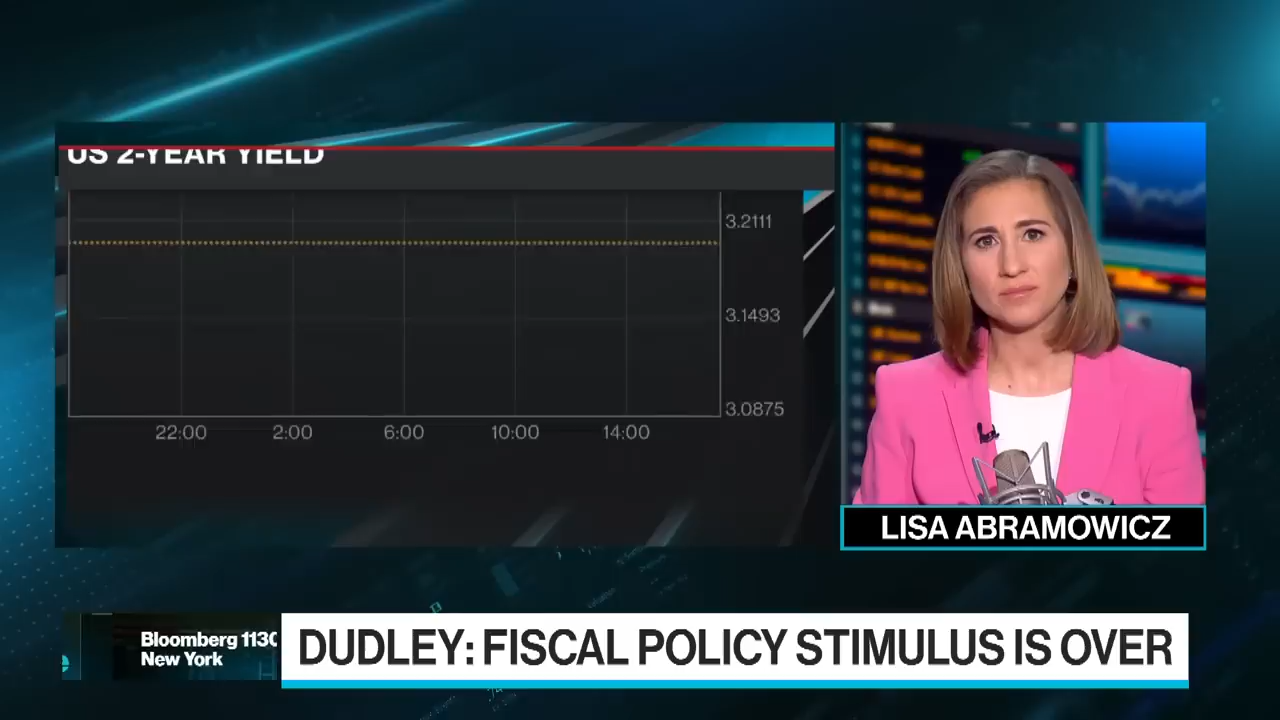 US 2-YEAR YIELD
3.2111
3.1493
3.0875
22:00
2:00
6:00
10:00
14:00
LISA ABRAMOWICZ
Bloomberg 1130
New York
DUDLEY: FISCAL POLICY STIMULUS IS OVER